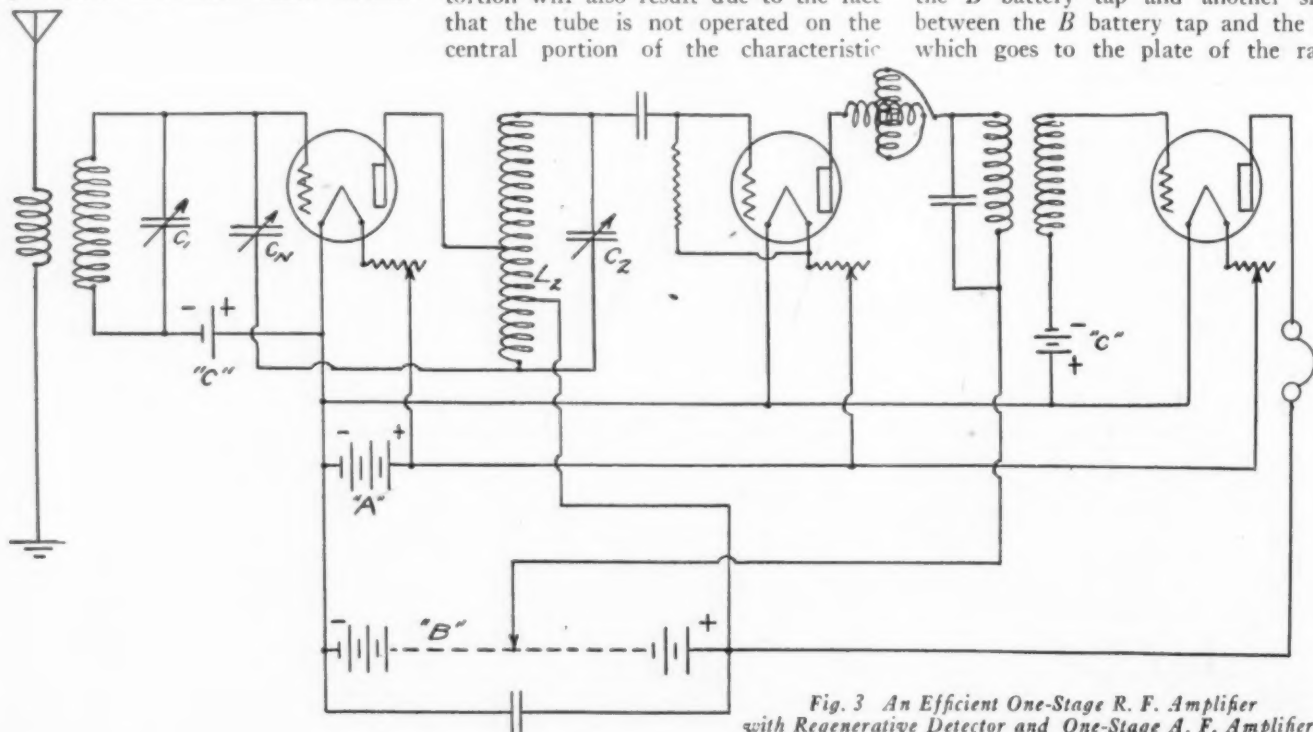 tortion will also result due to the fact
that the tube is not operated on the
central portion of the characteristic
the B battery tap and another
between the B battery tap and the
which goes to the plate of the
C1
CN
- +
"C"
L2
C2
-
"C"
+
- +
"A"
-
"B"
+
Fig. 3 An Efficient One-Stage R. F. Amplifier
with Regenerative Detector and One-Stage A. F. Amplifier